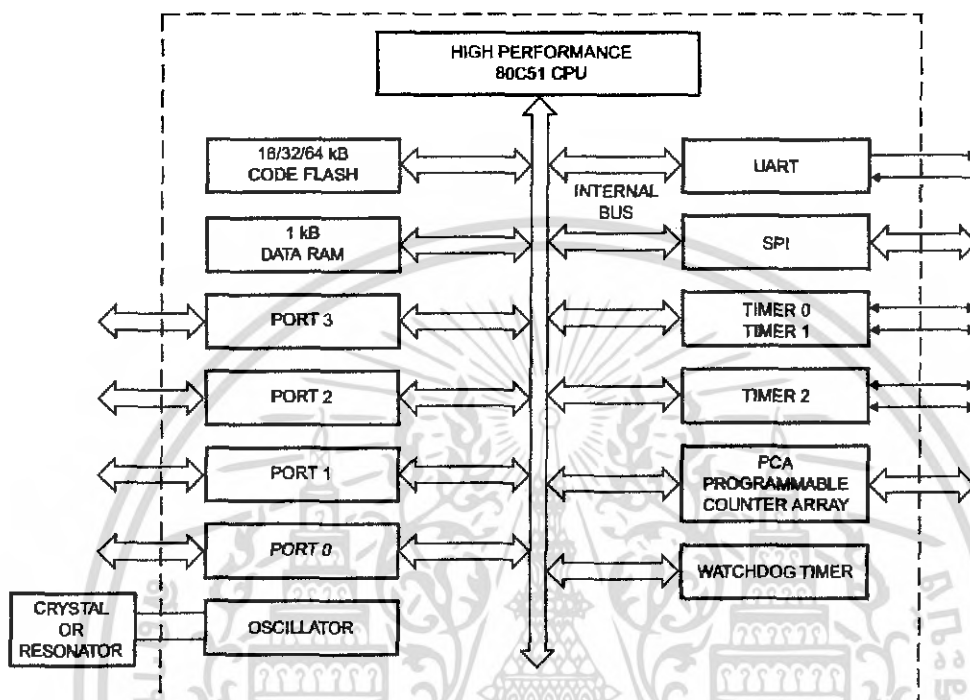 HIGH PERFORMANCE
80C51 CPU
16/32/64 kB
CODE FLASH
UART
INTERNAL
BUS
1 kB
DATA RAM
SPI
PORT 3
TIMER 0
TIMER 1
PORT 2
TIMER 2
PORT 1
PCA
PROGRAMMABLE
COUNTER ARRAY
PORT 0
WATCHDOG TIMER
CRYSTAL
OR
RESONATOR
OSCILLATOR